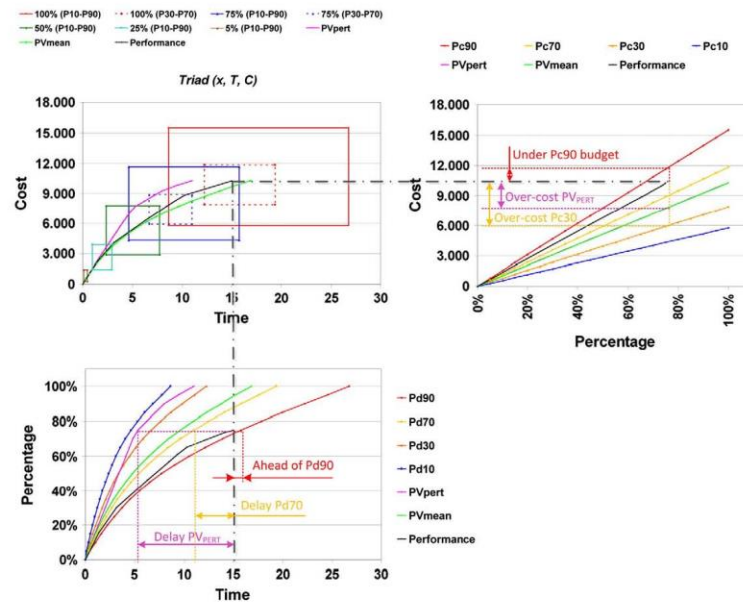 100% (P10-P90) 100% (P30-P70) 75% (P10-P90) 75% (P30-P70)
50% (P10-P90) 25% (P10-P90) 5% (P10-P90) PVpert
PVmean Performance
Triad (x, T, C)
18.000
15.000
12.000
9.000
6.000
3.000
0
Cost
0 5 10 15 20 25 30
Time
Pc90 Pc70 Pc30 Pc10
PVpert PVmean Performance
18.000
15.000
12.000
9.000
6.000
3.000
0
Cost
Under Pc90 budget
Over-cost PVPERT
Over-cost Pc30
0% 20% 40% 60% 80% 100%
Percentage
100%
80%
60%
40%
20%
0%
Percentage
Ahead of Pd90
Delay Pd70
Delay PVPERT
0 5 10 15 20 25 30
Time
Pd90
Pd70
Pd30
Pd10
PVpert
PVmean
Performance